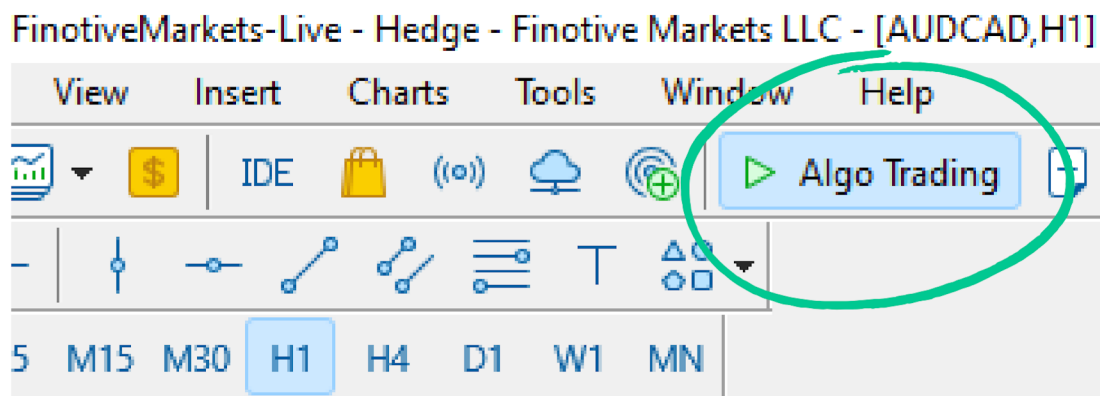 FinotiveMarkets-Live - Hedge - Finotive Markets LLC - [AUDCAD,H1]
View Insert Charts Tools Window Help
$ IDE Algo Trading
5 M15 M30 H1 H4 D1 W1 MN